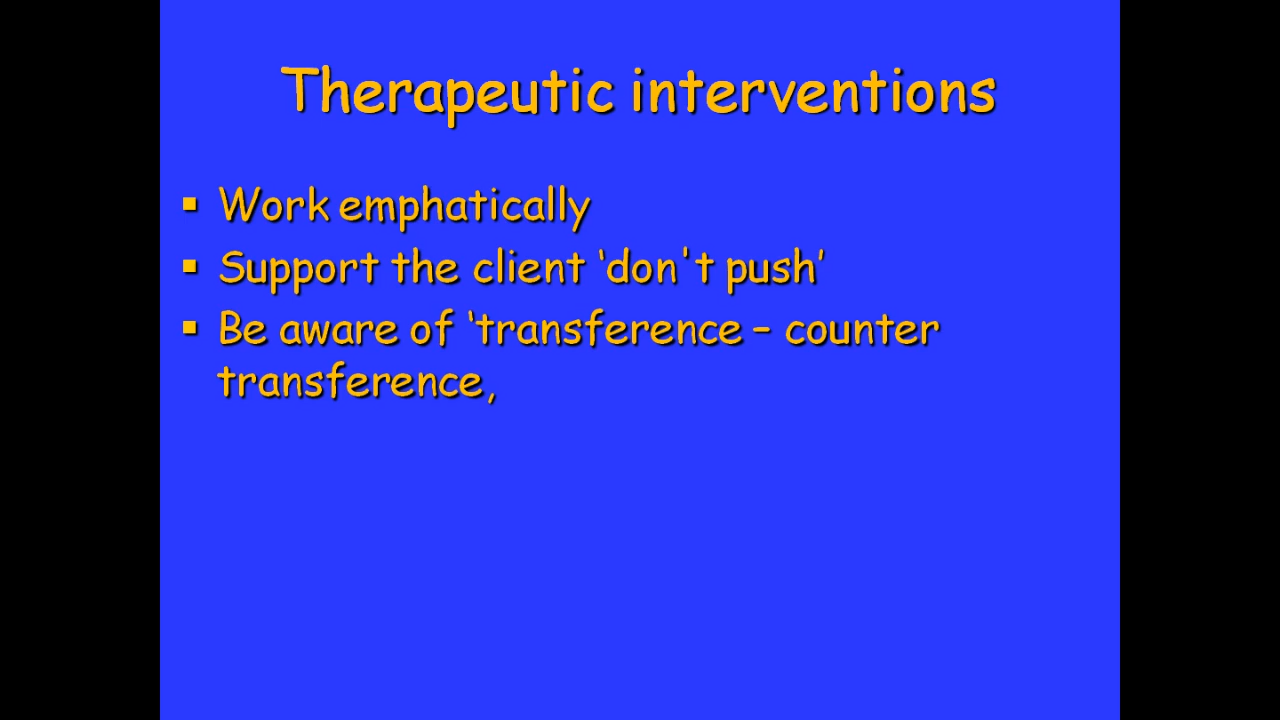 Therapeutic interventions
▪ Work emphatically
▪ Support the client ‘don't push’
▪ Be aware of ‘transference – counter
transference,